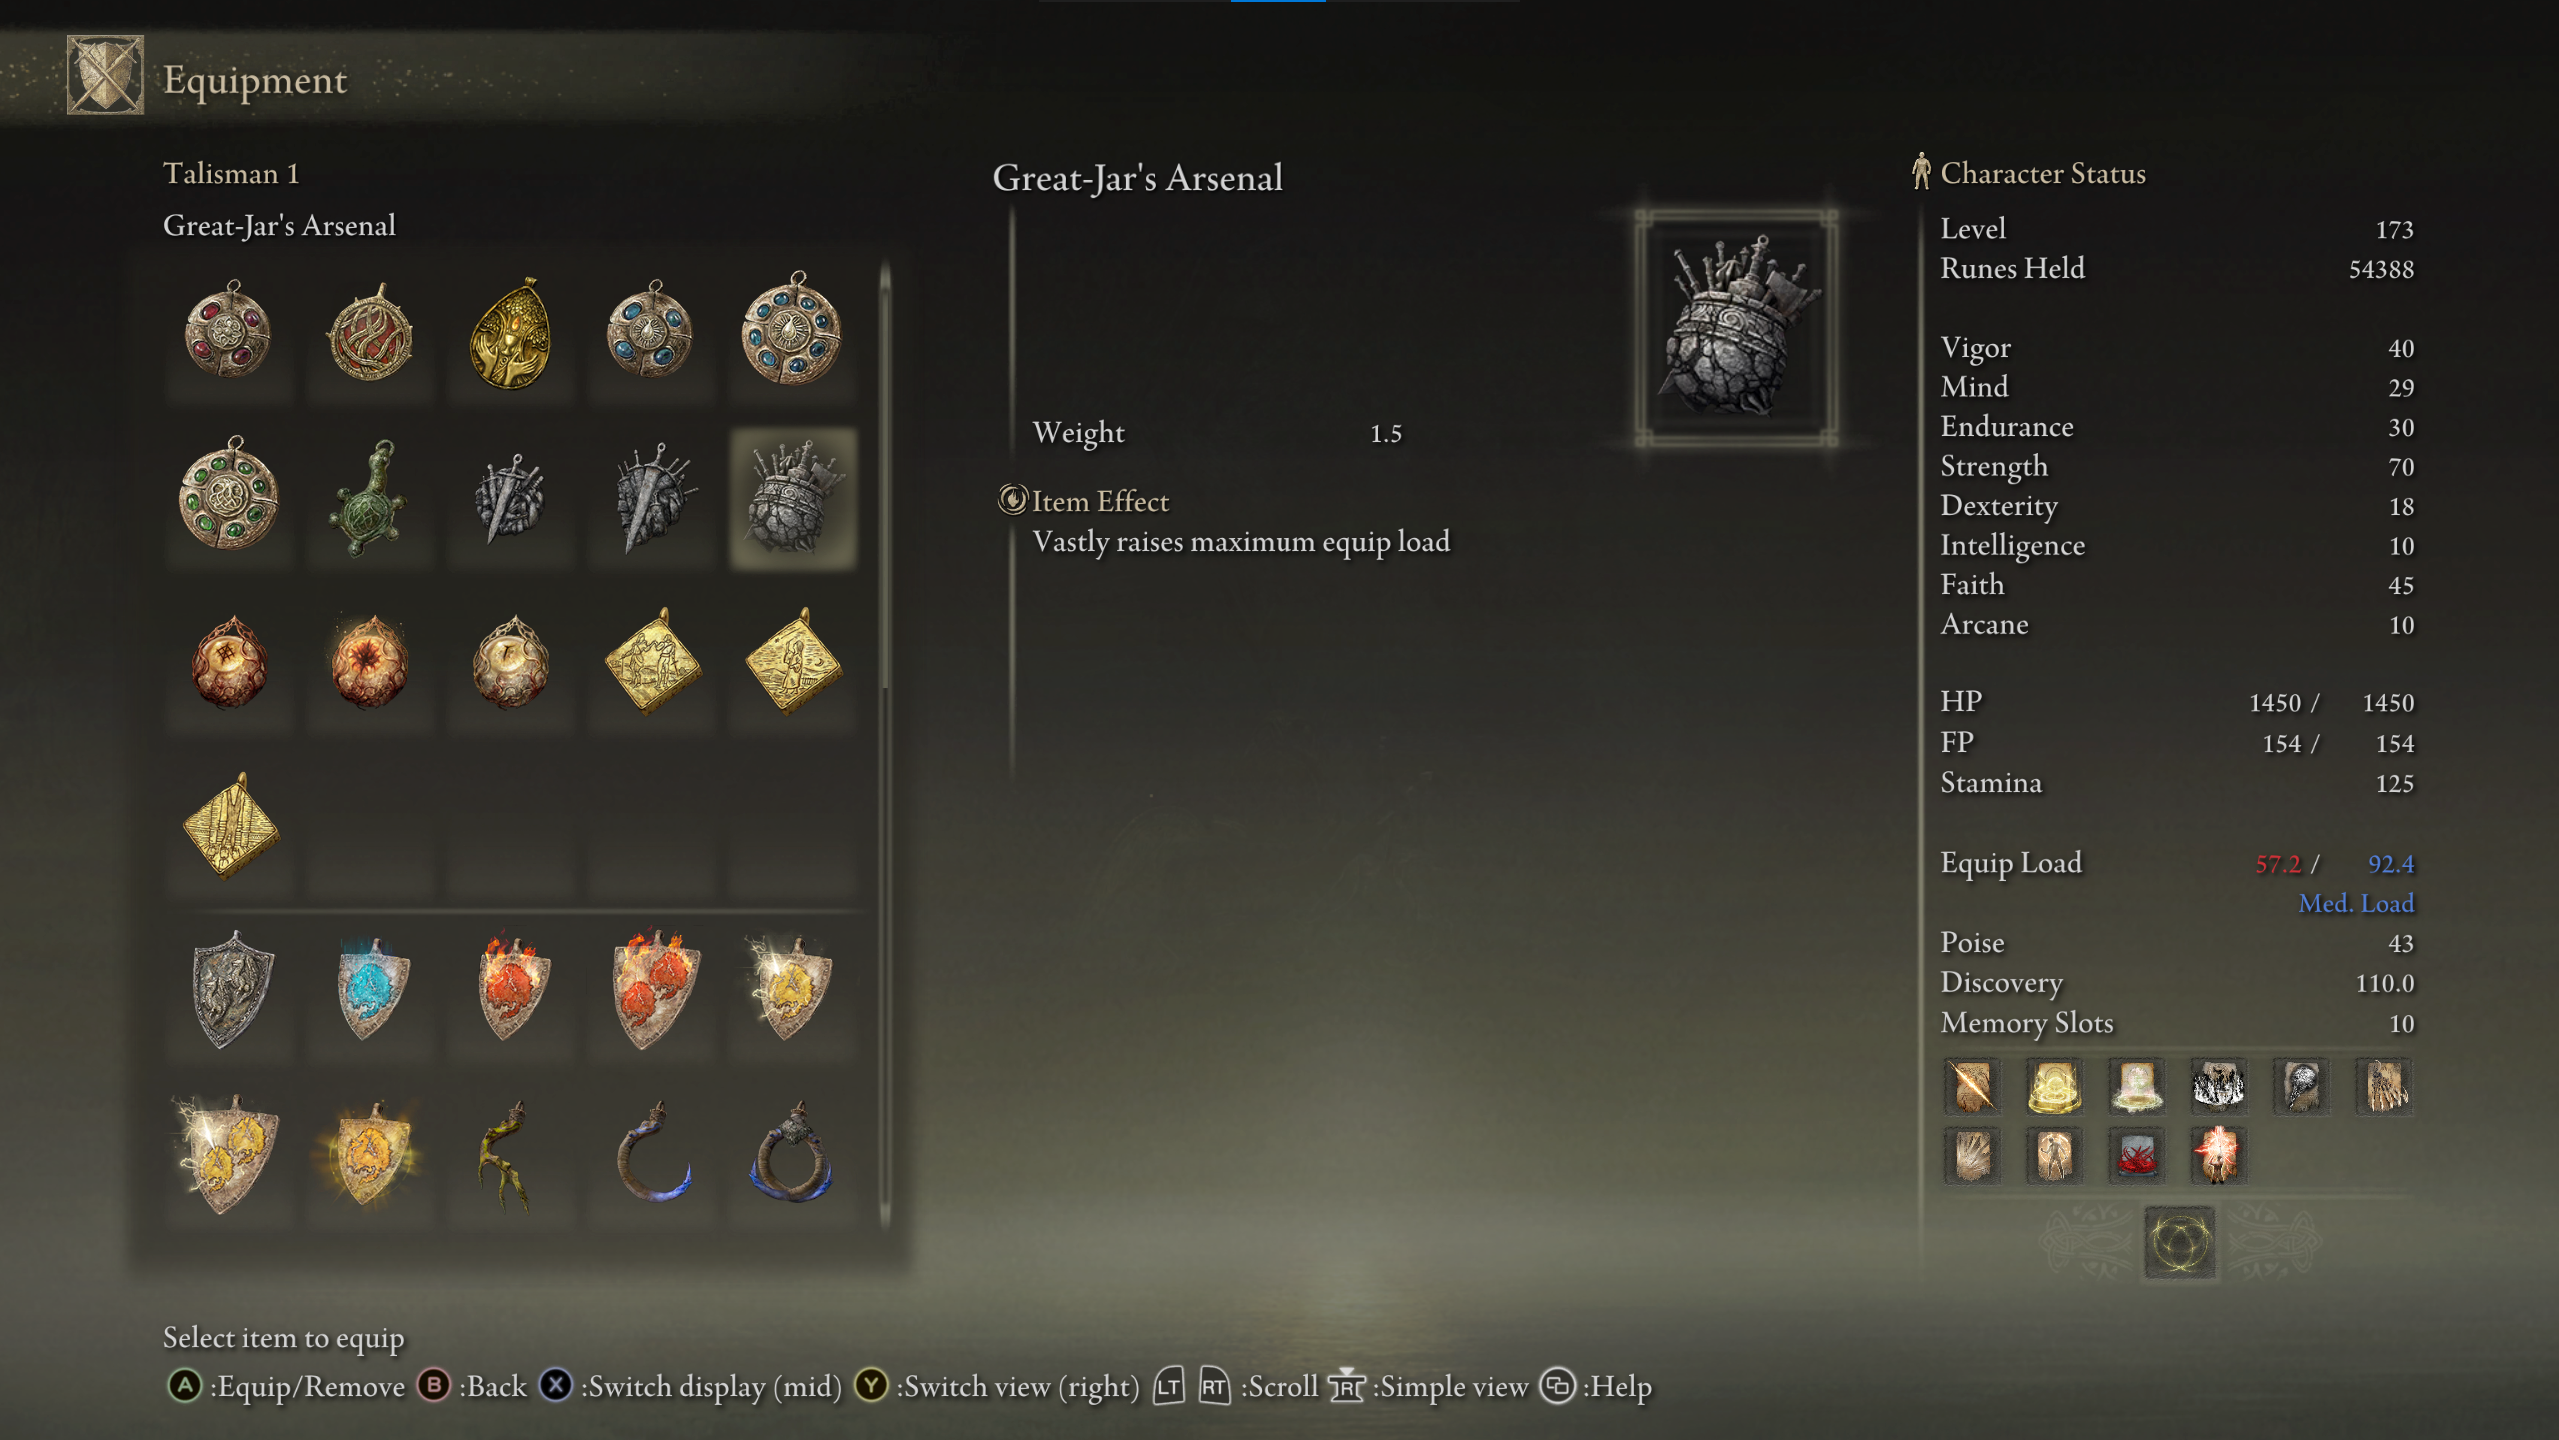 Equipment
Talisman 1
Great-Jar's Arsenal
Great-Jar's Arsenal
Weight 1.5
Item Effect
Vastly raises maximum equip load
Character Status
Level 173
Runes Held 54388
Vigor 40
Mind 29
Endurance 30
Strength 70
Dexterity 18
Intelligence 10
Faith 45
Arcane 10
HP 1450 / 1450
FP 154 / 154
Stamina 125
Equip Load 57.2 / 92.4
Med. Load
Poise 43
Discovery 110.0
Memory Slots 10
Select item to equip
A :Equip/Remove B :Back X :Switch display (mid) Y :Switch view (right) LT RT :Scroll R :Simple view :Help